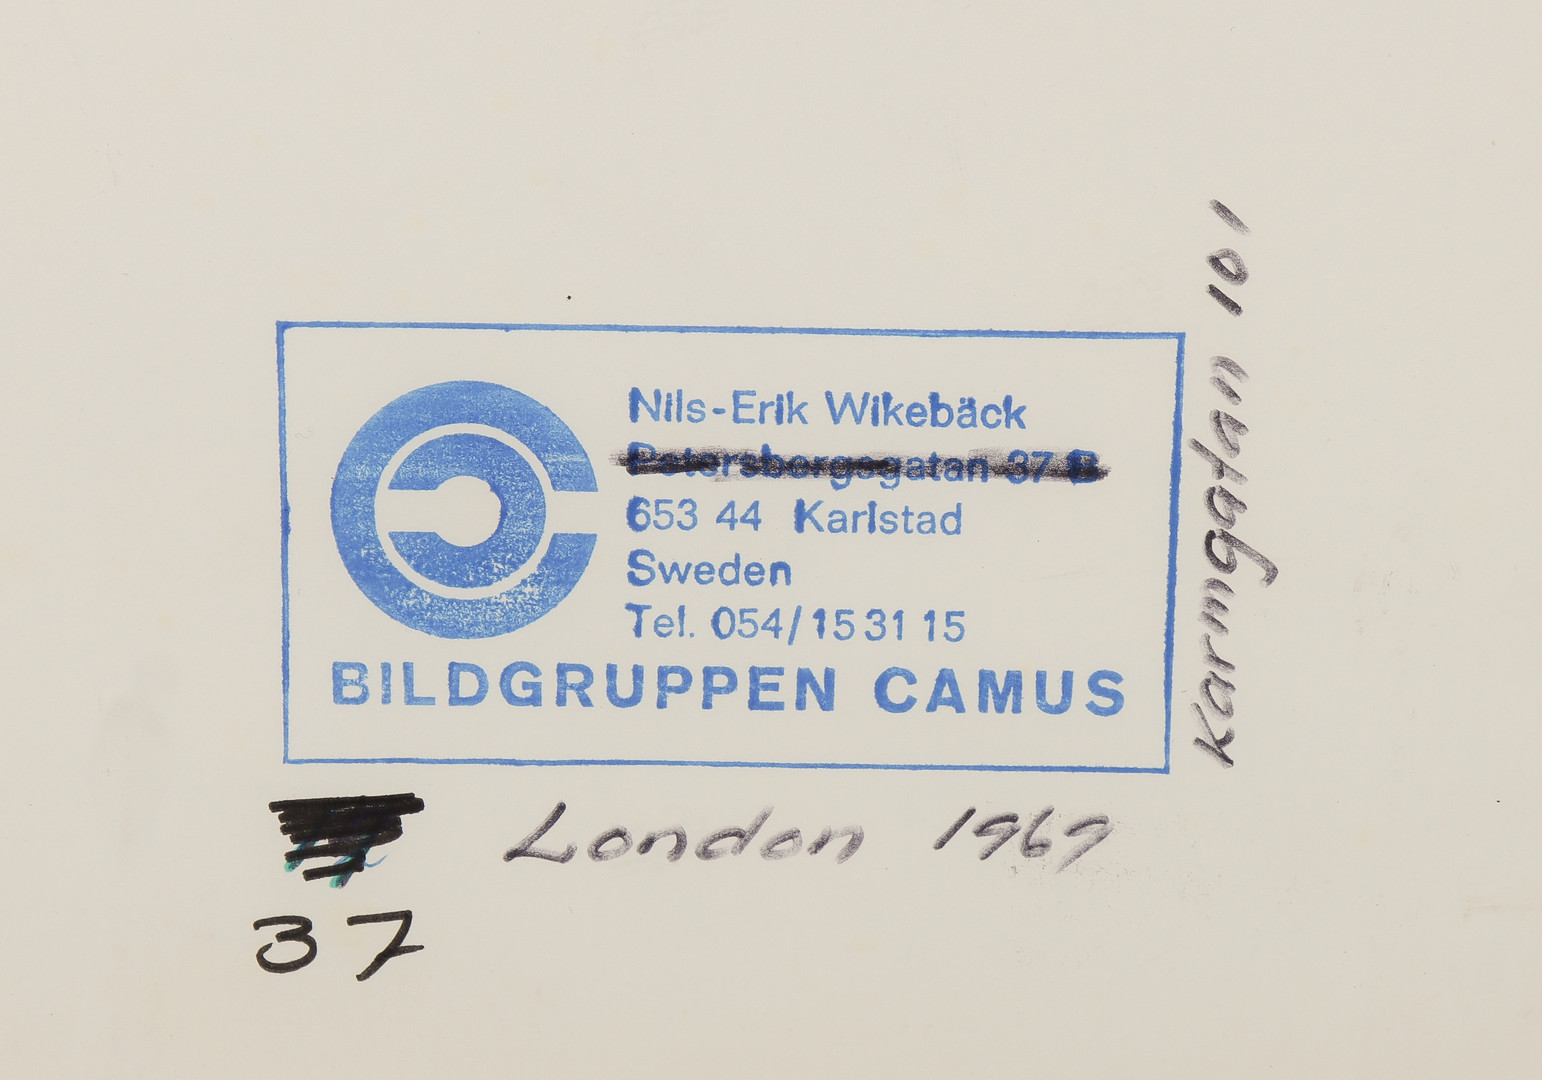 Nils-Erik Wikebäck
Petersbergsgatan 37 B
653 44 Karlstad
Sweden
Tel. 054/15 31 15
BILDGRUPPEN CAMUS
Karmgatan 101
London 1969
37